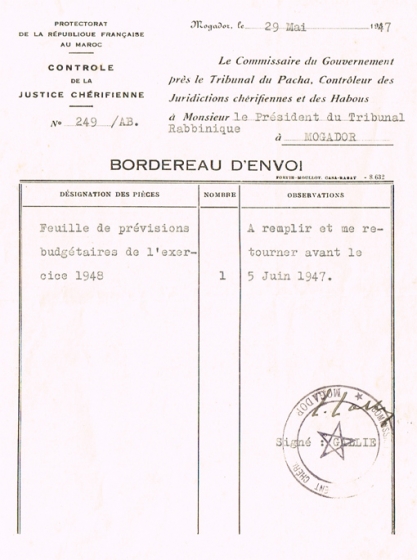 PROTECTORAT
DE LA RÉPUBLIQUE FRANÇAISE
AU MAROC
CONTROLE
DE LA
JUSTICE CHÉRIFIENNE
N° 249 /AB.
Mogador, le 29 Mai 1947
Le Commissaire du Gouvernement
près le Tribunal du Pacha, Contrôleur des
Juridictions chérifiennes et des Habous
à Monsieur le Président du Tribunal
Rabbinique
à MOGADOR
BORDEREAU D'ENVOI
DÉSIGNATION DES PIÈCES NOMBRE OBSERVATIONS
Feuille de prévisions A remplir et me re-
budgétaires de l'exer- tourner avant le
cice 1948 1 5 Juin 1947.
MOGADOR
Signé :